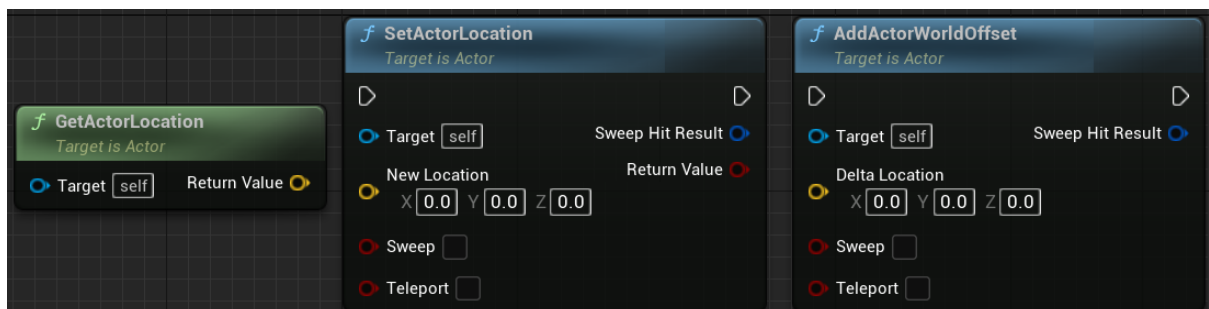 f GetActorLocation
Target is Actor
Target self Return Value
f SetActorLocation
Target is Actor
Target self Sweep Hit Result
Return Value
New Location
X 0.0 Y 0.0 Z 0.0
Sweep
Teleport
f AddActorWorldOffset
Target is Actor
Target self Sweep Hit Result
Delta Location
X 0.0 Y 0.0 Z 0.0
Sweep
Teleport